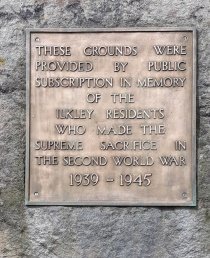 THESE GROUNDS WERE
PROVIDED BY PUBLIC
SUBSCRIPTION IN MEMORY
OF THE
ILKLEY RESIDENTS
WHO MADE THE
SUPREME SACRIFICE IN
THE SECOND WORLD WAR
1939 - 1945